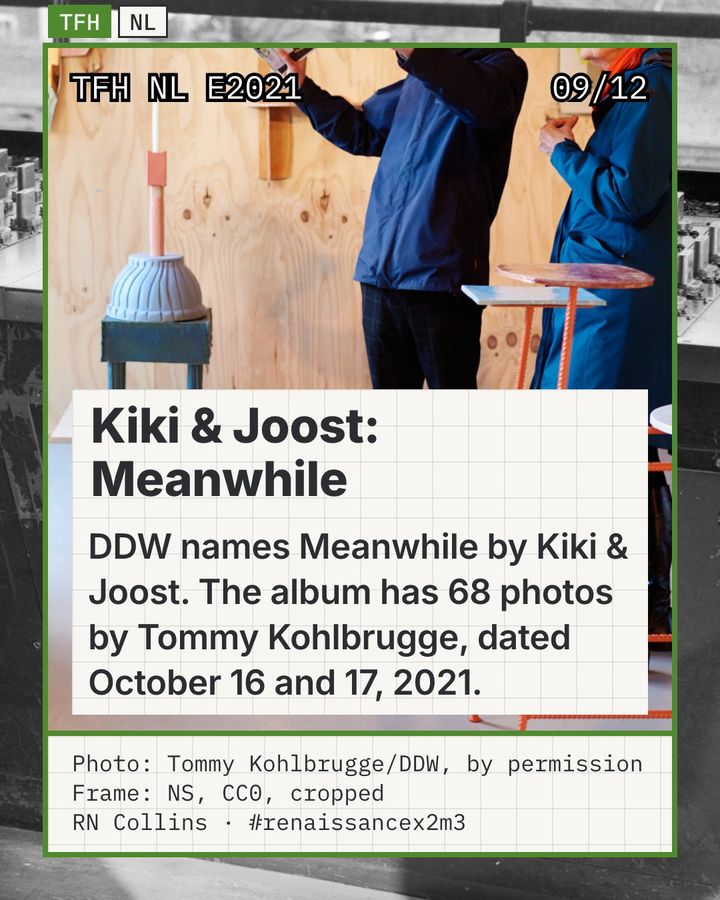 TFH NL
TFH NL E2021
09/12
Kiki & Joost:
Meanwhile
DDW names Meanwhile by Kiki &
Joost. The album has 68 photos
by Tommy Kohlbrugge, dated
October 16 and 17, 2021.
Photo: Tommy Kohlbrugge/DDW, by permission
Frame: NS, CC0, cropped
RN Collins · #renaissancex2m3